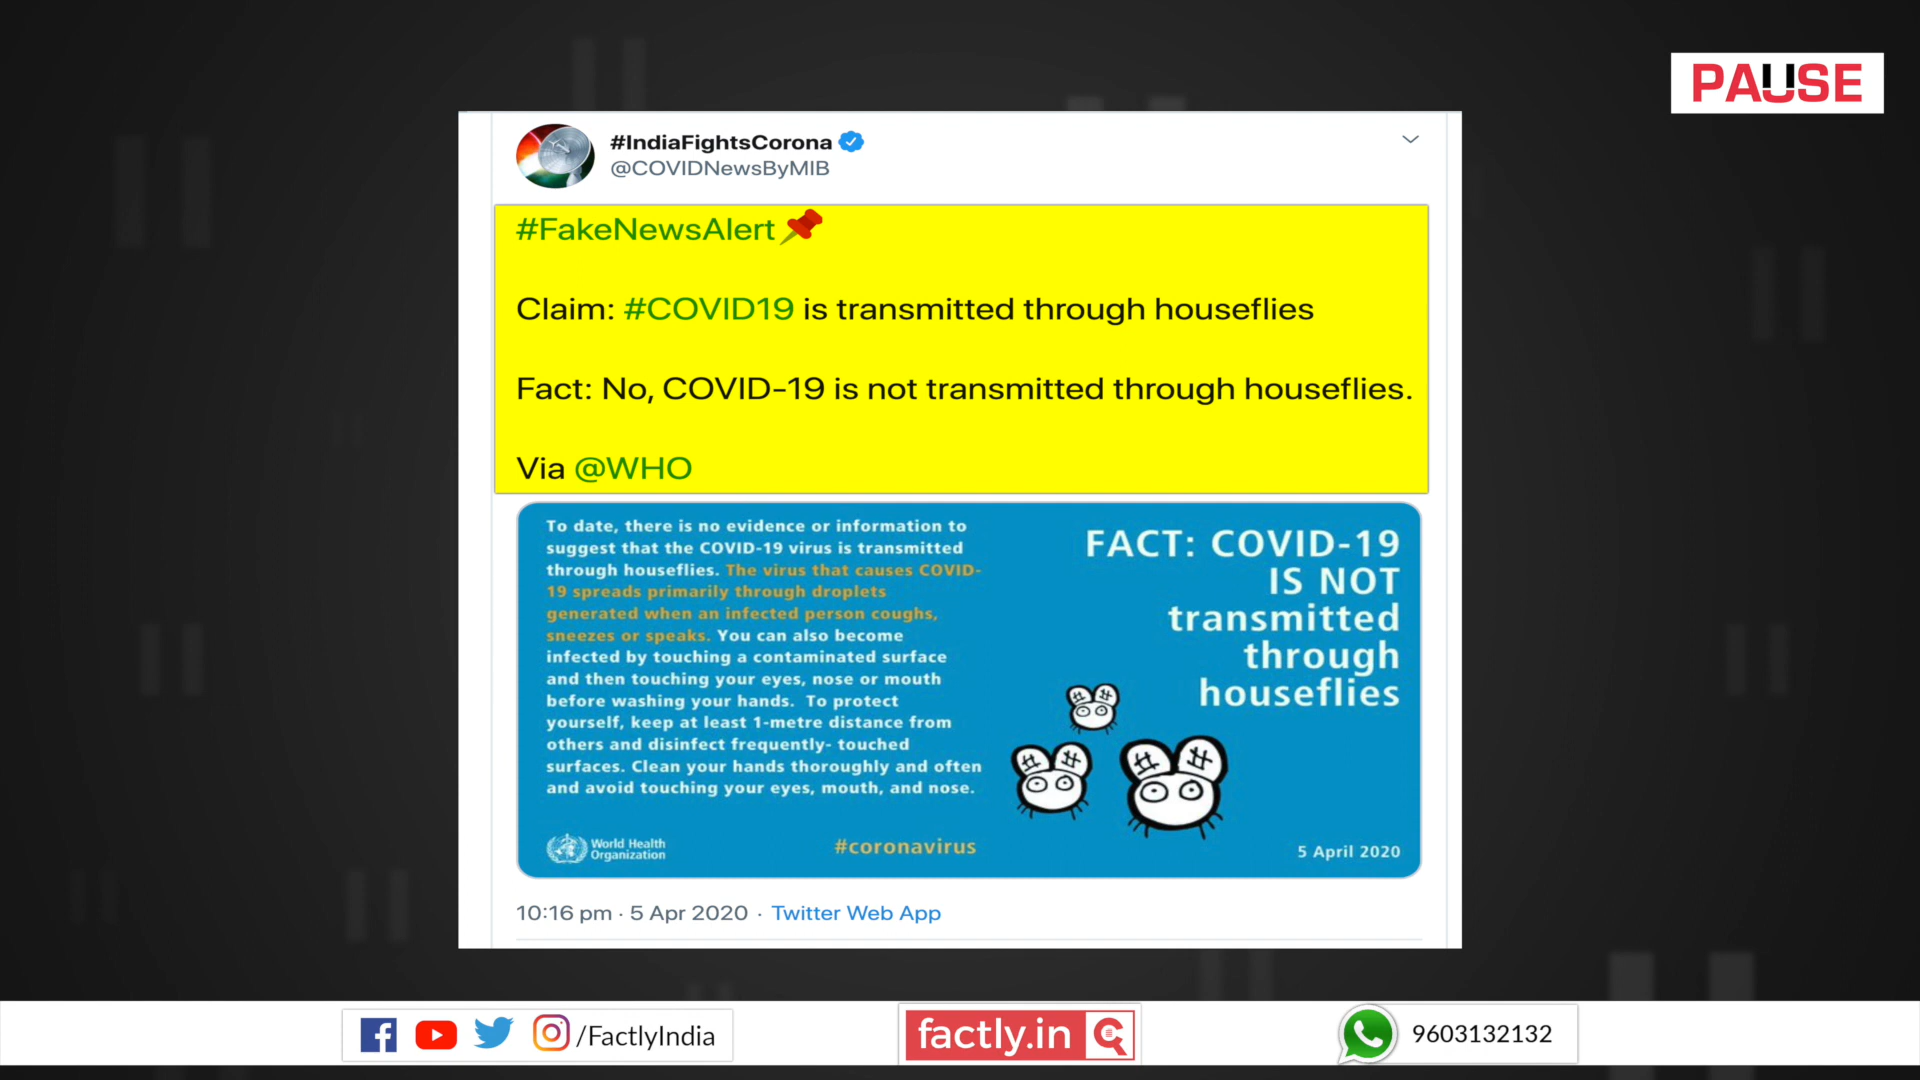 PAUSE
#IndiaFightsCorona
@COVIDNewsByMIB
#FakeNewsAlert
Claim: #COVID19 is transmitted through houseflies
Fact: No, COVID-19 is not transmitted through houseflies.
Via @WHO
To date, there is no evidence or information to
suggest that the COVID-19 virus is transmitted
through houseflies. The virus that causes COVID-
19 spreads primarily through droplets
generated when an infected person coughs,
sneezes or speaks. You can also become
infected by touching a contaminated surface
and then touching your eyes, nose or mouth
before washing your hands. To protect
yourself, keep at least 1-metre distance from
others and disinfect frequently- touched
surfaces. Clean your hands thoroughly and often
and avoid touching your eyes, mouth, and nose.
FACT: COVID-19
IS NOT
transmitted
through
houseflies
World Health
Organization
#coronavirus
5 April 2020
10:16 pm · 5 Apr 2020 · Twitter Web App
/FactlyIndia
factly.in
9603132132